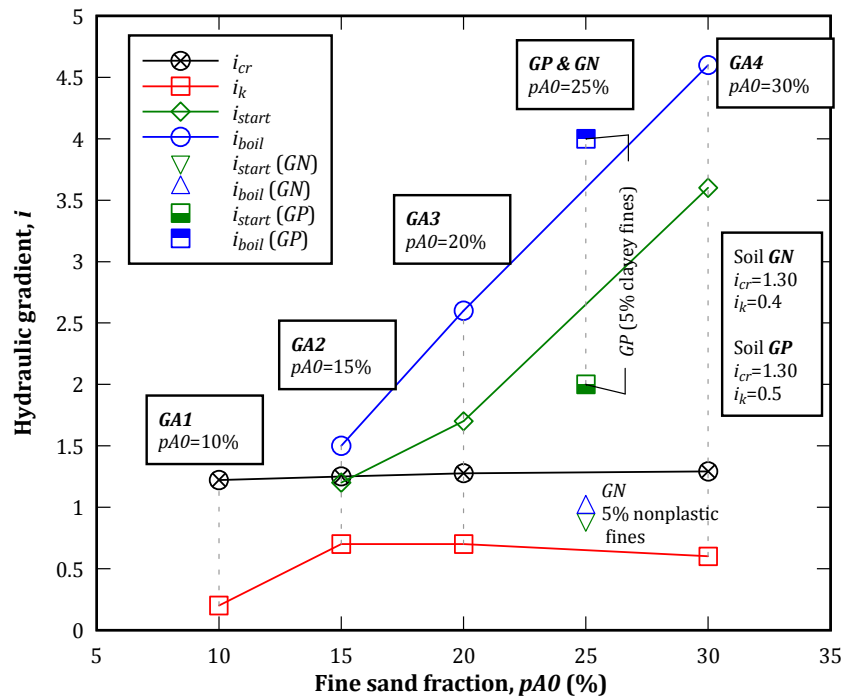 5
4.5
4
3.5
3
2.5
2
1.5
1
0.5
0
5
10
15
20
25
30
35
Hydraulic gradient, i
Fine sand fraction, pA0 (%)
i_cr
i_k
i_start
i_boil
i_start (GN)
i_boil (GN)
i_start (GP)
i_boil (GP)
GA1
pA0=10%
GA2
pA0=15%
GA3
pA0=20%
GP & GN
pA0=25%
GA4
pA0=30%
GP (5% clayey fines)
GN
5% nonplastic
fines
Soil GN
i_cr=1.30
i_k=0.4
Soil GP
i_cr=1.30
i_k=0.5